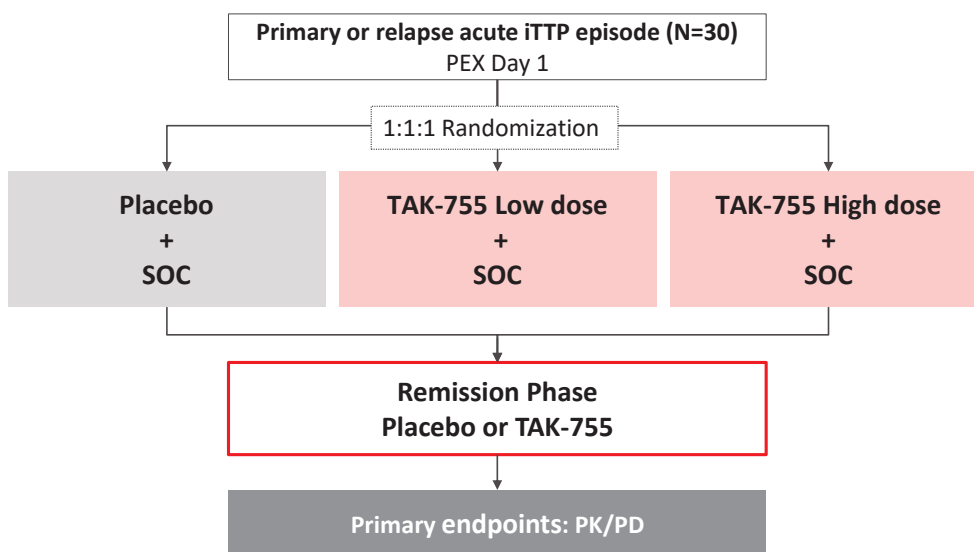 Primary or relapse acute iTTP episode (N=30)
PEX Day 1
1:1:1 Randomization
Placebo
+
SOC
TAK-755 Low dose
+
SOC
TAK-755 High dose
+
SOC
Remission Phase
Placebo or TAK-755
Primary endpoints: PK/PD